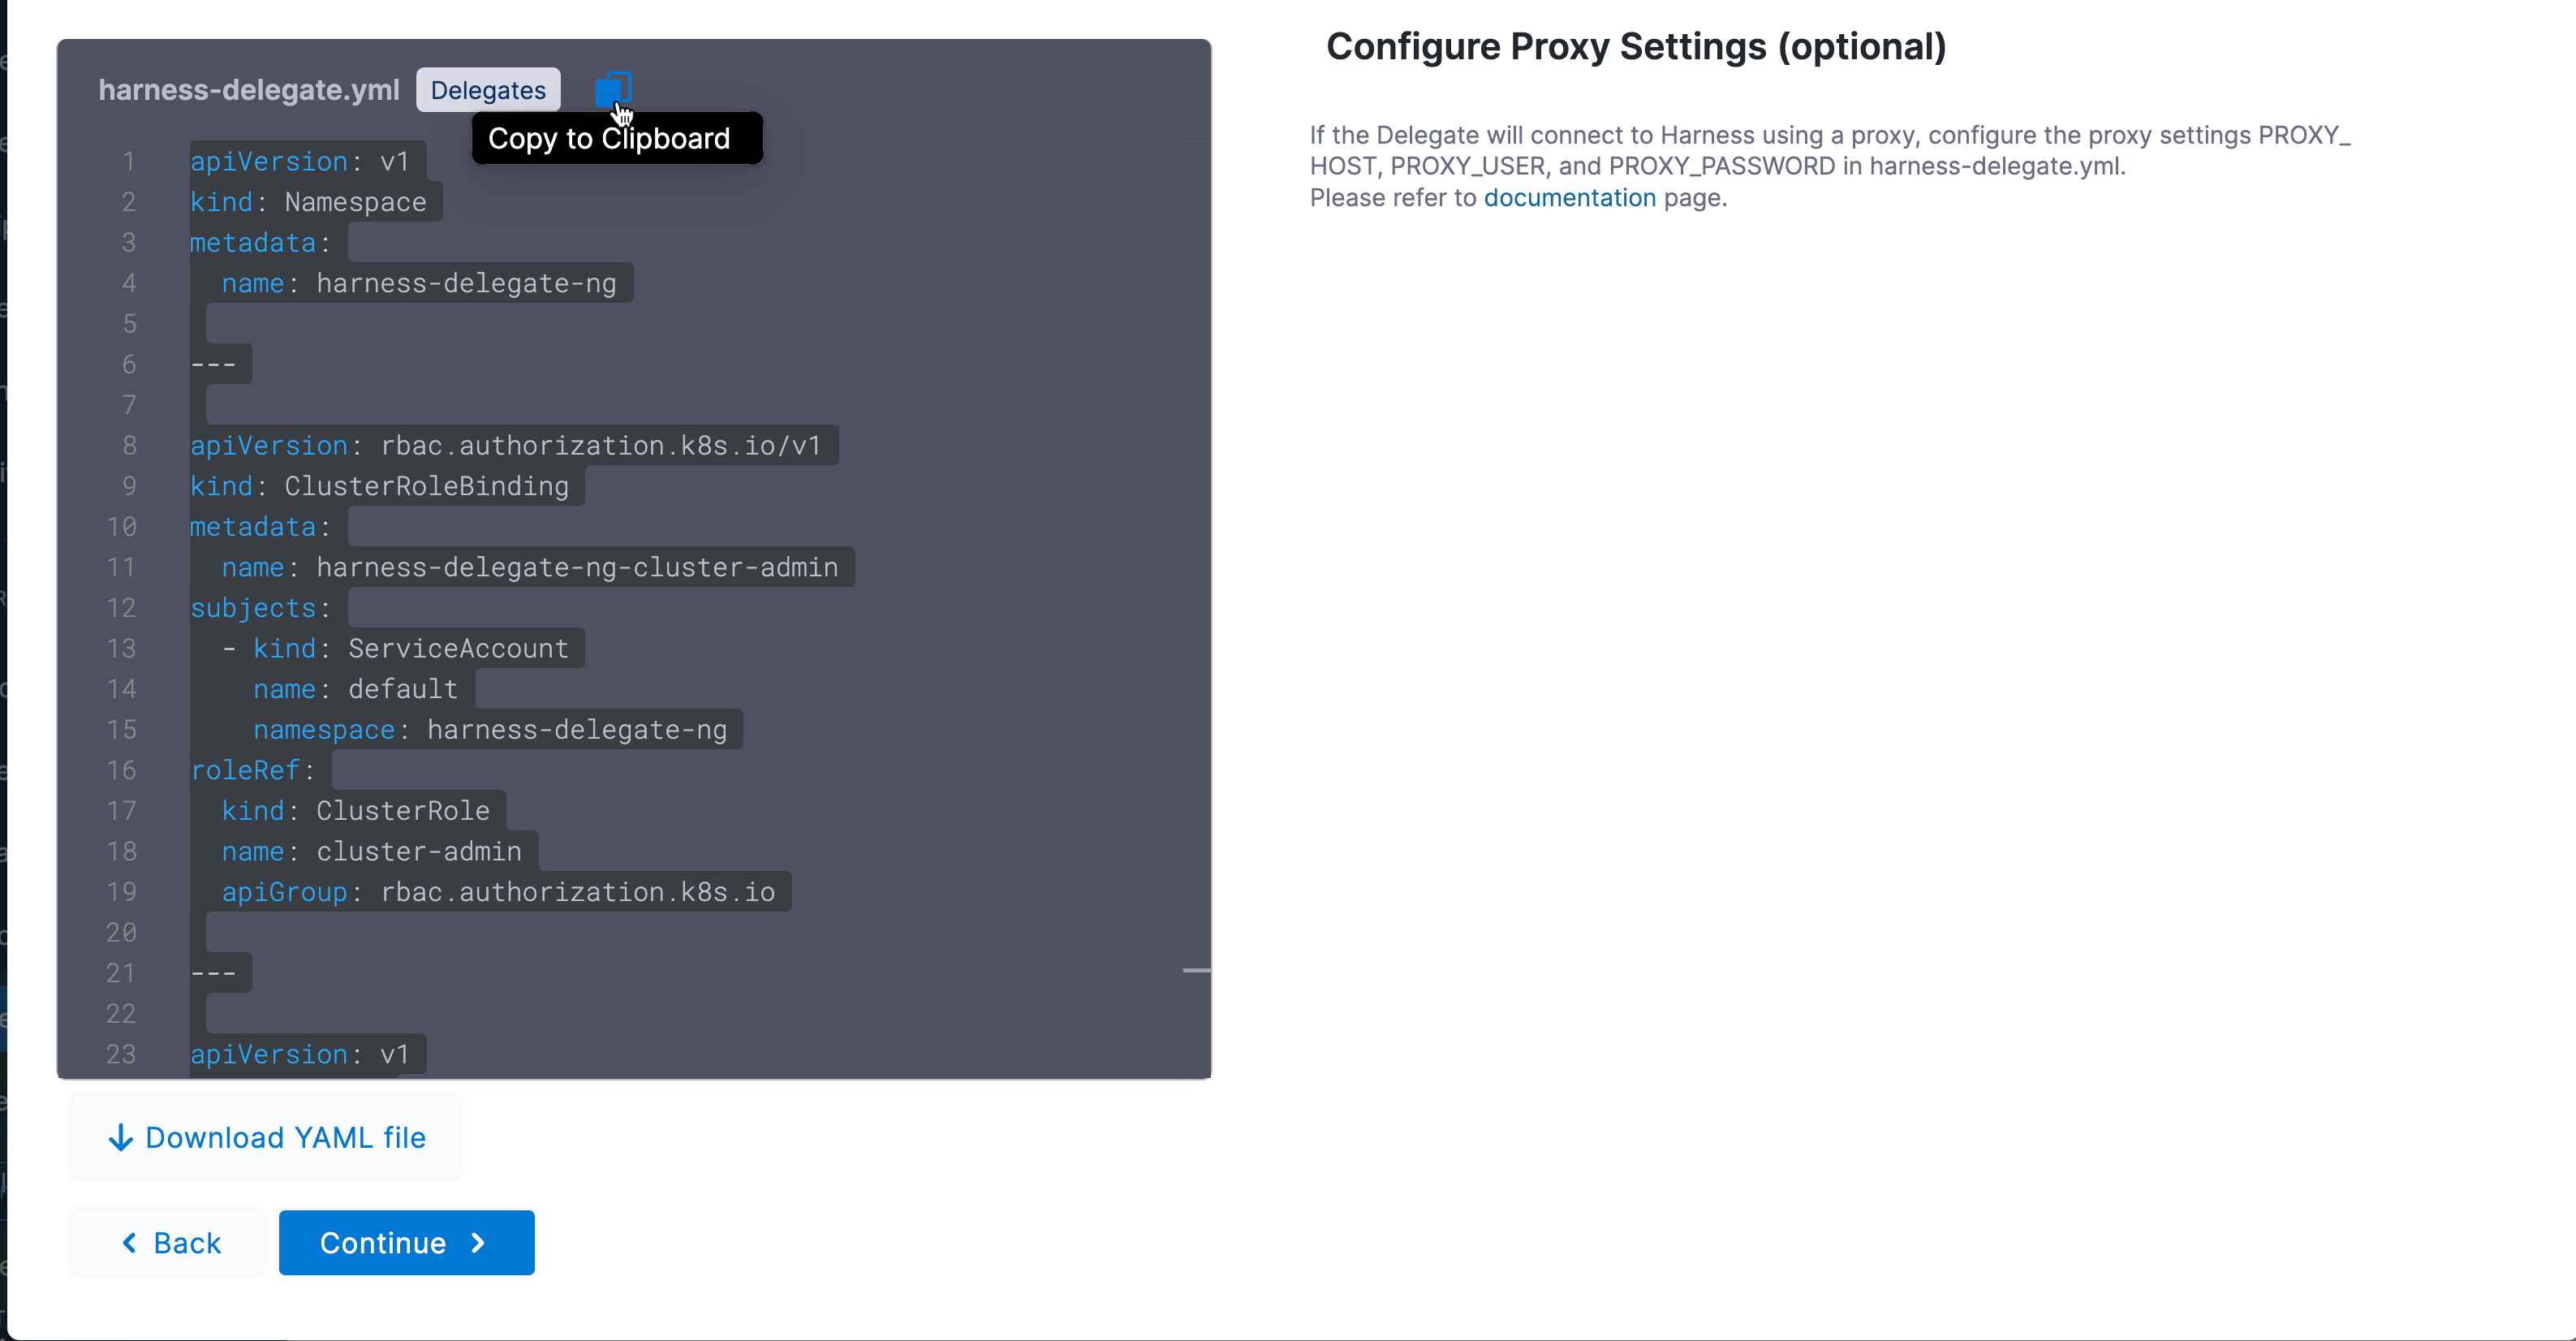 harness-delegate.yml Delegates
Copy to Clipboard
1 apiVersion: v1
2 kind: Namespace
3 metadata:
4   name: harness-delegate-ng
5
6 ---
7
8 apiVersion: rbac.authorization.k8s.io/v1
9 kind: ClusterRoleBinding
10 metadata:
11   name: harness-delegate-ng-cluster-admin
12 subjects:
13   - kind: ServiceAccount
14     name: default
15     namespace: harness-delegate-ng
16 roleRef:
17   kind: ClusterRole
18   name: cluster-admin
19   apiGroup: rbac.authorization.k8s.io
20
21 ---
22
23 apiVersion: v1
Download YAML file
Back
Continue
Configure Proxy Settings (optional)
If the Delegate will connect to Harness using a proxy, configure the proxy settings PROXY_
HOST, PROXY_USER, and PROXY_PASSWORD in harness-delegate.yml.
Please refer to documentation page.